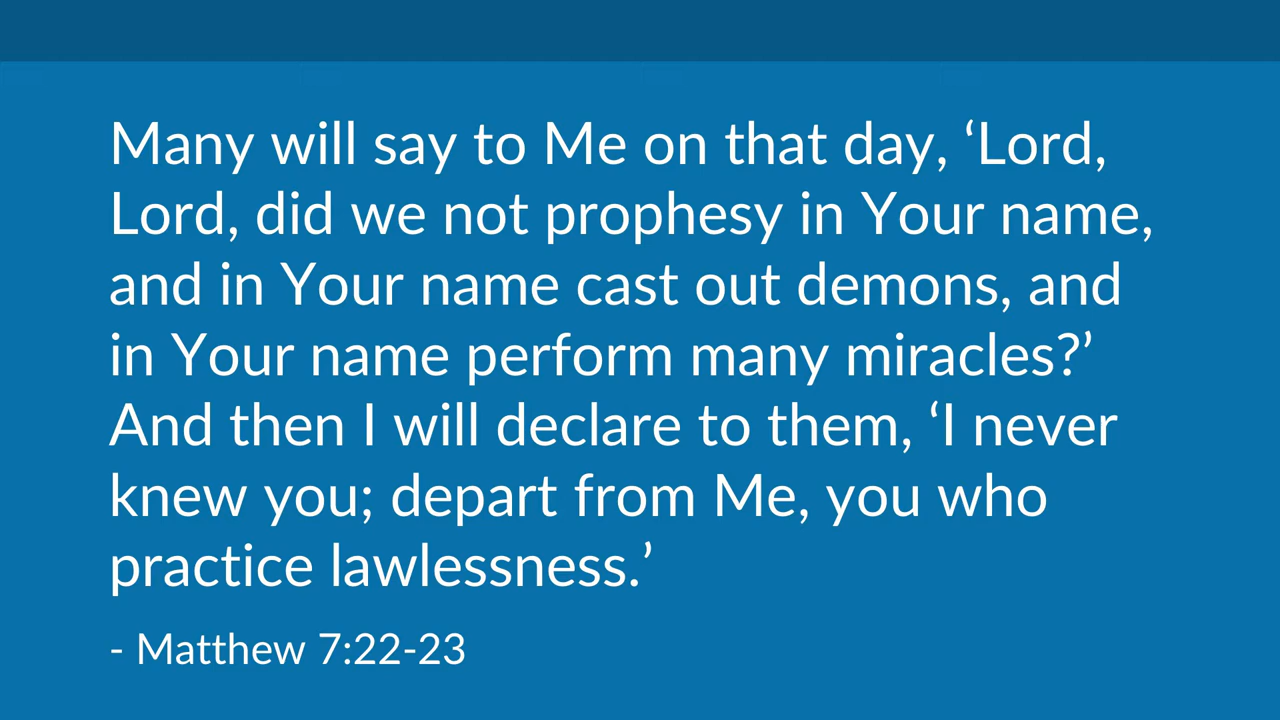 Many will say to Me on that day, ‘Lord,
Lord, did we not prophesy in Your name,
and in Your name cast out demons, and
in Your name perform many miracles?’
And then I will declare to them, ‘I never
knew you; depart from Me, you who
practice lawlessness.’
- Matthew 7:22-23